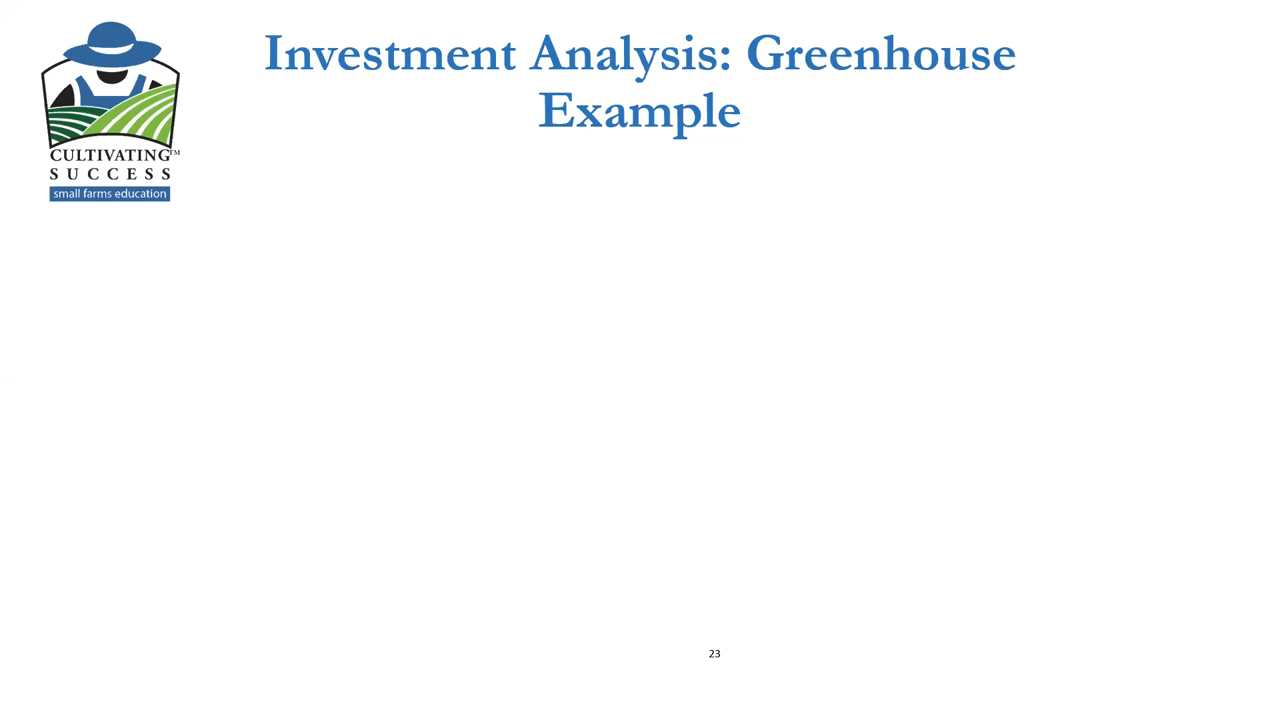 Investment Analysis: Greenhouse
Example
CULTIVATING™
SUCCESS
small farms education
23